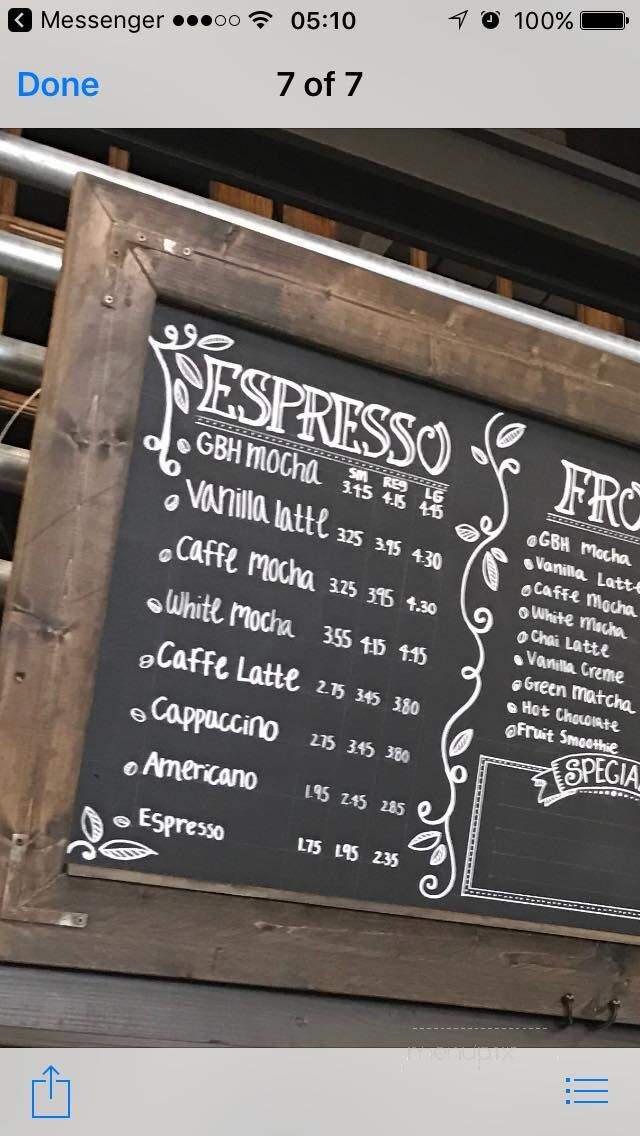 Messenger 05:10 100%
Done 7 of 7
ESPRESSO
SM REG LG
GBH mocha 3.45 4.15 4.45
Vanilla latte 3.25 3.95 4.30
Caffe mocha 3.25 3.95 4.30
White mocha 3.55 4.15 4.45
Caffe Latte 2.75 3.45 3.80
Cappuccino 2.75 3.45 3.80
Americano 1.95 2.45 2.85
Espresso 1.75 1.95 2.35
FRO
GBH Mocha
Vanilla Latte
Caffe Mocha
White Mocha
Chai Latte
Vanilla Creme
Green Matcha
Hot Chocolate
Fruit Smoothie
SPECIA
menupix